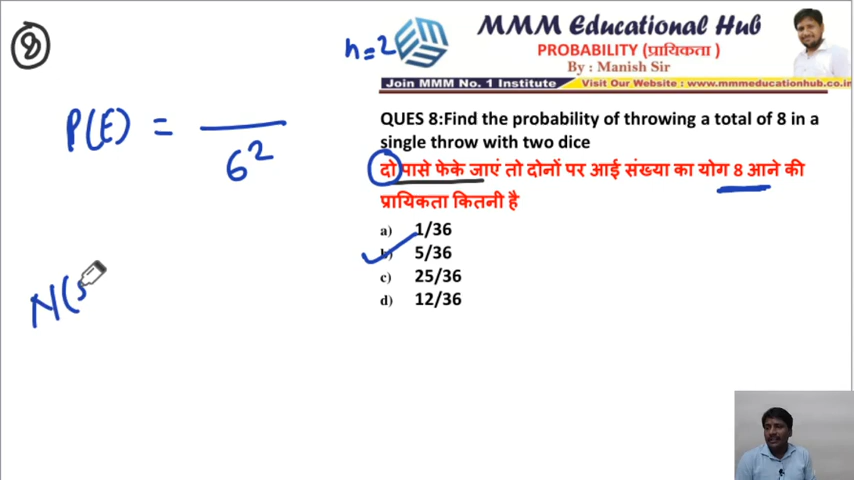 8
n=2
MMM Educational Hub
PROBABILITY (प्रायिकता )
By : Manish Sir
Join MMM No. 1 Institute
Visit Our Website : www.mmmeducationhub.co.in
P(E) =
6²
QUES 8:Find the probability of throwing a total of 8 in a
single throw with two dice
दो पासे फेके जाएं तो दोनों पर आई संख्या का योग 8 आने की
प्रायिकता कितनी है
a) 1/36
b) 5/36
c) 25/36
d) 12/36
N(s